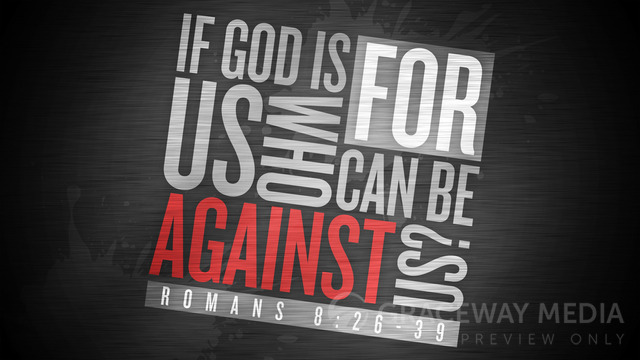 IF GOD IS FOR
US WHO CAN BE
AGAINST US?
ROMANS 8:26-39
GRACEWAY MEDIA
PREVIEW ONLY